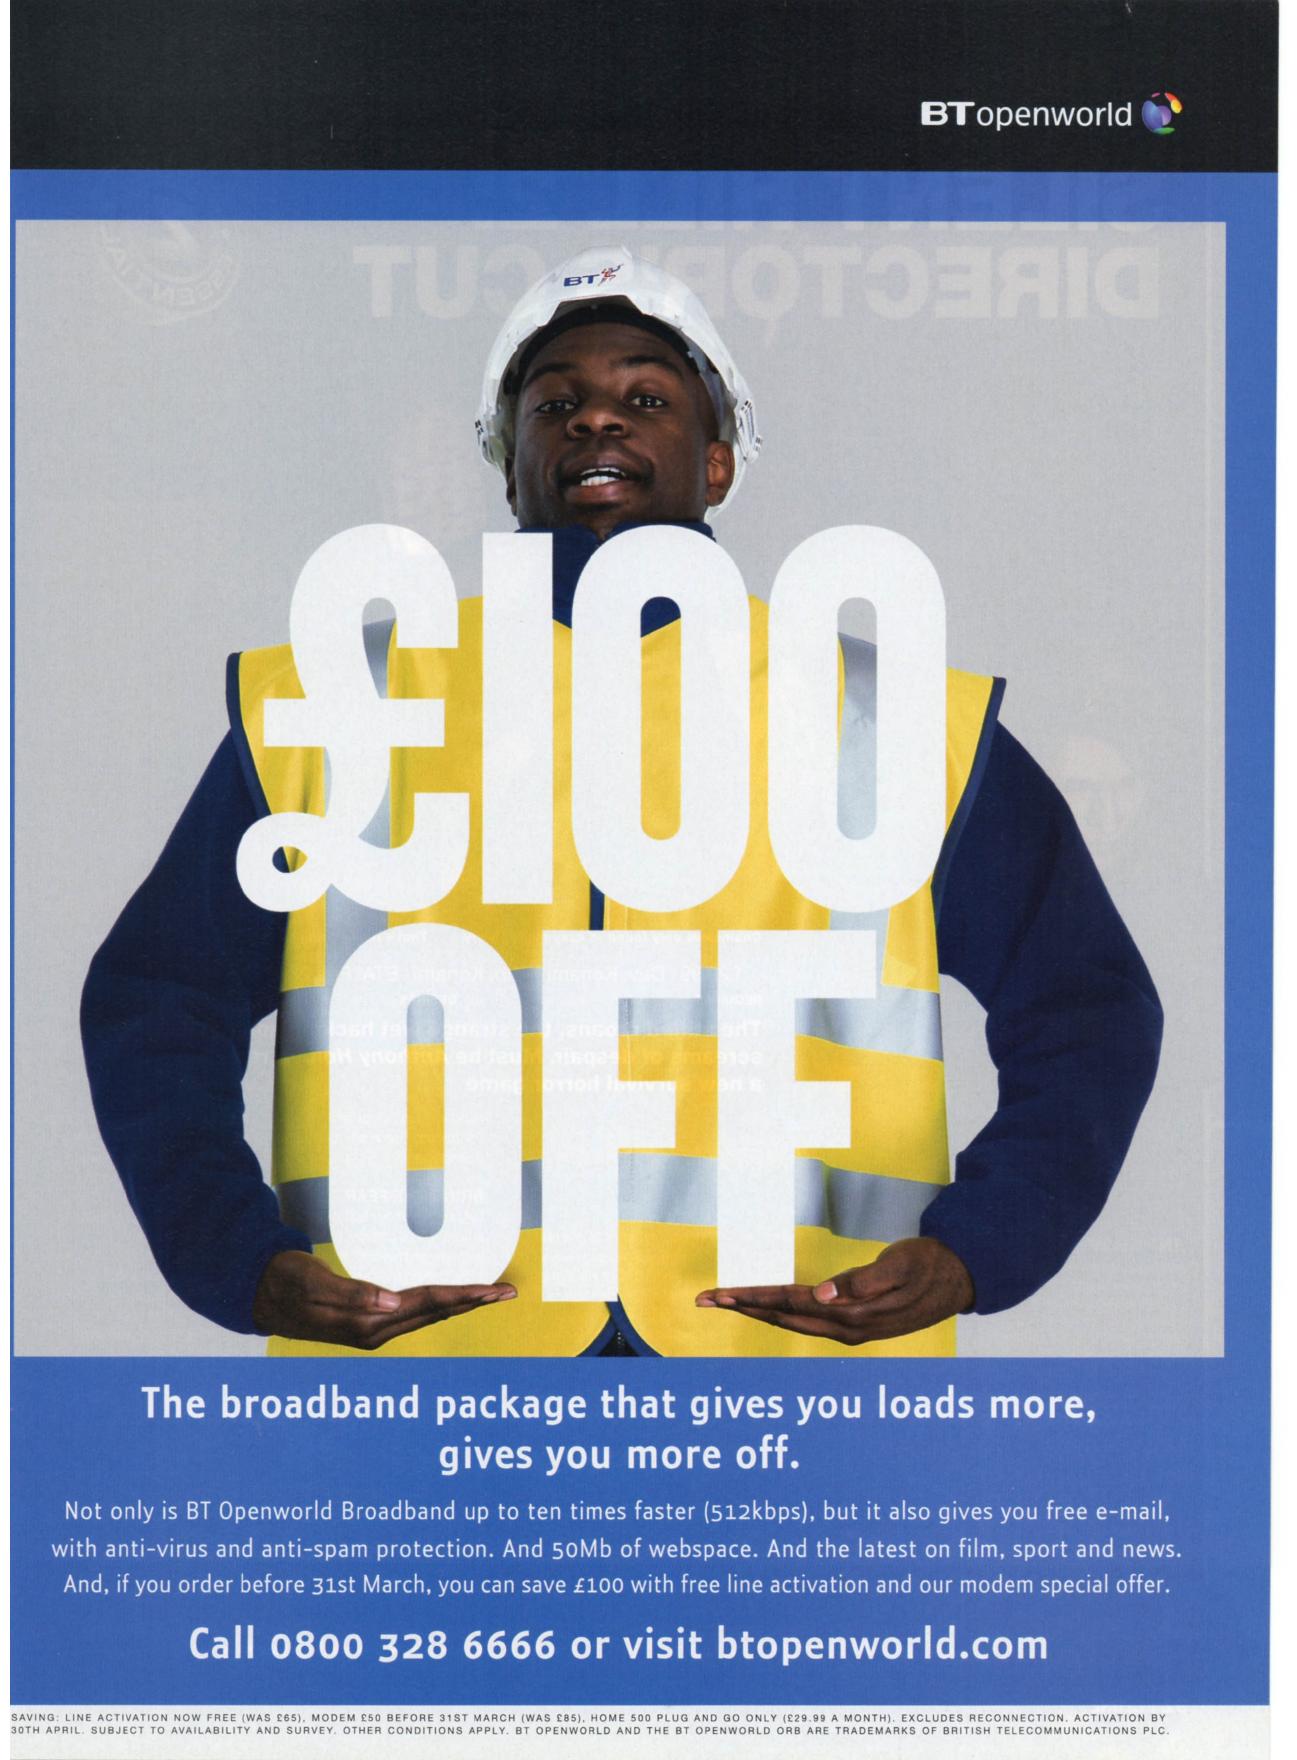 BTopenworld
BT
£100
OFF
The broadband package that gives you loads more,
gives you more off.
Not only is BT Openworld Broadband up to ten times faster (512kbps), but it also gives you free e-mail,
with anti-virus and anti-spam protection. And 50Mb of webspace. And the latest on film, sport and news.
And, if you order before 31st March, you can save £100 with free line activation and our modem special offer.
Call 0800 328 6666 or visit btopenworld.com
SAVING: LINE ACTIVATION NOW FREE (WAS £65), MODEM £50 BEFORE 31ST MARCH (WAS £85), HOME 500 PLUG AND GO ONLY (£29.99 A MONTH). EXCLUDES RECONNECTION. ACTIVATION BY
30TH APRIL. SUBJECT TO AVAILABILITY AND SURVEY. OTHER CONDITIONS APPLY. BT OPENWORLD AND THE BT OPENWORLD ORB ARE TRADEMARKS OF BRITISH TELECOMMUNICATIONS PLC.